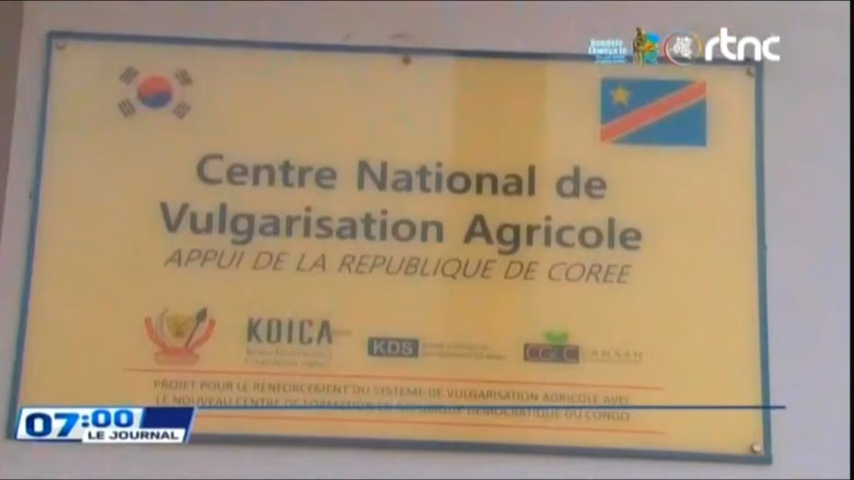 rtnc
Centre National de
Vulgarisation Agricole
APPUI DE LA REPUBLIQUE DE COREE
KOICA
KDS
CANAAN
PROJET POUR LE RENFORCEMENT DU SYSTEME DE VULGARISATION AGRICOLE AVEC
LE NOUVEAU CENTRE DE FORMATION EN REPUBLIQUE DEMOCRATIQUE DU CONGO
07:00
LE JOURNAL